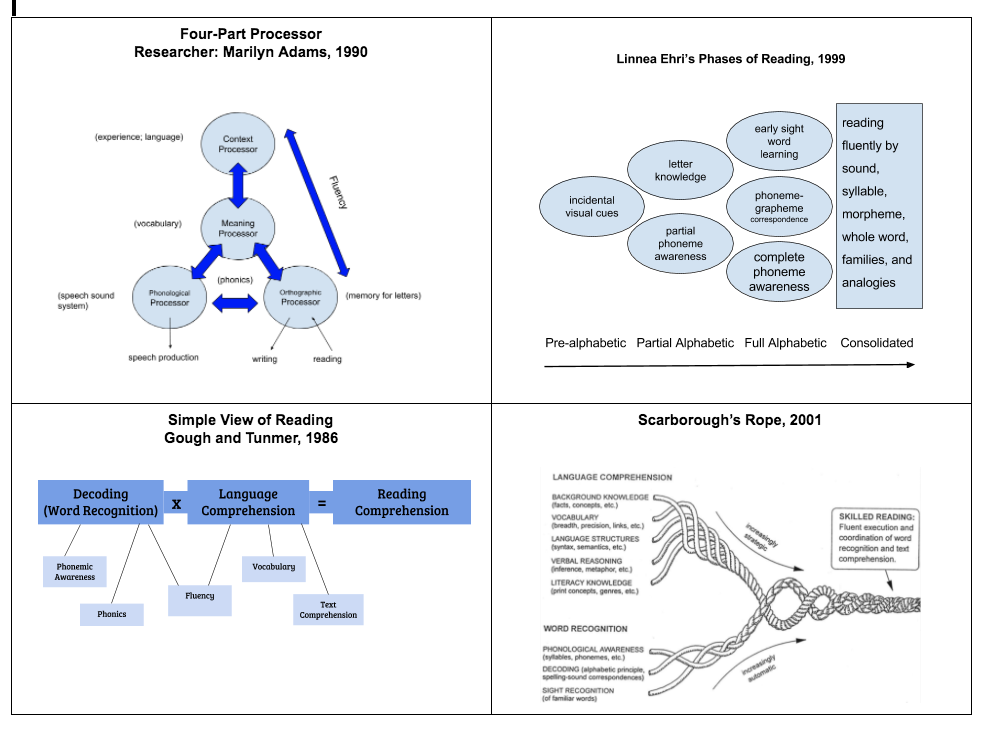 Four-Part Processor
Researcher: Marilyn Adams, 1990
(experience; language)
Context
Processor
Fluency
(vocabulary)
Meaning
Processor
(phonics)
(speech sound
system)
Phonological
Processor
Orthographic
Processor
(memory for letters)
speech production
writing
reading
Linnea Ehri's Phases of Reading, 1999
incidental
visual cues
letter
knowledge
partial
phoneme
awareness
early sight
word
learning
phoneme-
grapheme
correspondence
complete
phoneme
awareness
reading
fluently by
sound,
syllable,
morpheme,
whole word,
families, and
analogies
Pre-alphabetic
Partial Alphabetic
Full Alphabetic
Consolidated
Simple View of Reading
Gough and Tunmer, 1986
Decoding
(Word Recognition)
x
Language
Comprehension
=
Reading
Comprehension
Phonemic
Awareness
Phonics
Fluency
Vocabulary
Text
Comprehension
Scarborough's Rope, 2001
LANGUAGE COMPREHENSION
BACKGROUND KNOWLEDGE
(facts, concepts, etc.)
VOCABULARY
(breadth, precision, links, etc.)
LANGUAGE STRUCTURES
(syntax, semantics, etc.)
VERBAL REASONING
(inference, metaphor, etc.)
LITERACY KNOWLEDGE
(print concepts, genres, etc.)
increasingly
strategic
SKILLED READING:
Fluent execution and
coordination of word
recognition and text
comprehension.
WORD RECOGNITION
PHONOLOGICAL AWARENESS
(syllables, phonemes, etc.)
DECODING (alphabetic principle,
spelling-sound correspondences)
SIGHT RECOGNITION
(of familiar words)
increasingly
automatic